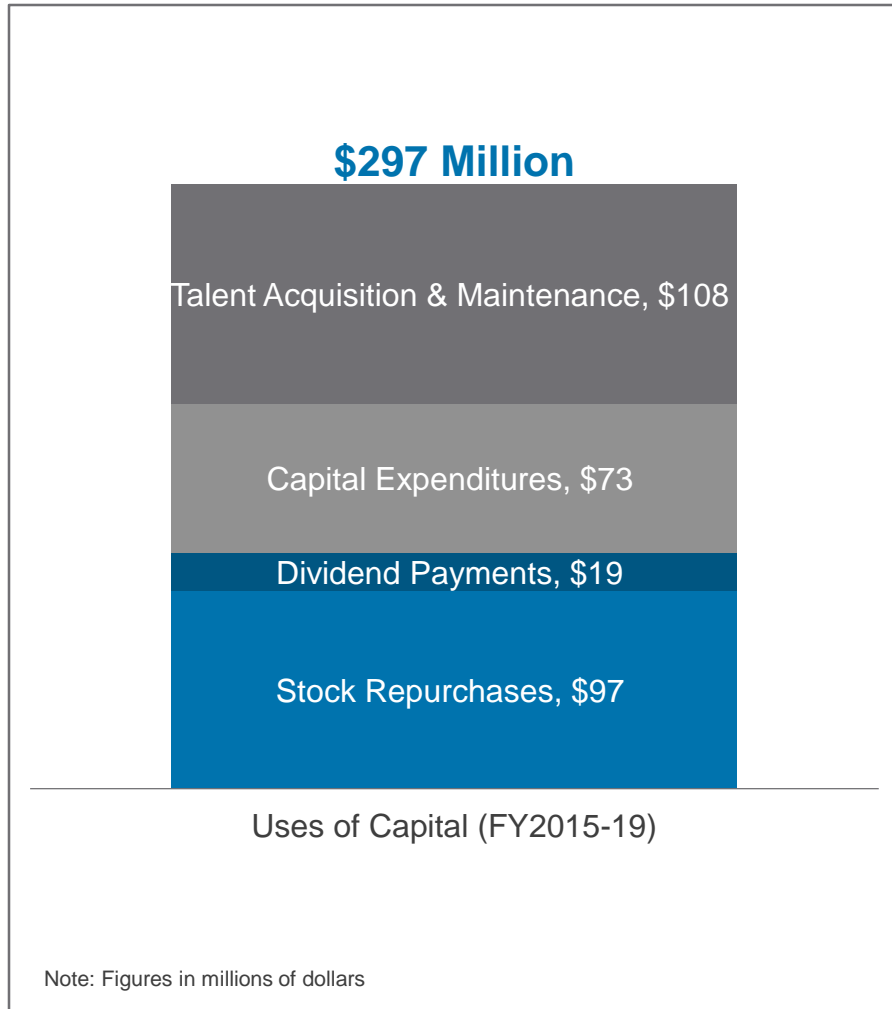 $297 Million
Talent Acquisition & Maintenance, $108
Capital Expenditures, $73
Dividend Payments, $19
Stock Repurchases, $97
Uses of Capital (FY2015-19)
Note: Figures in millions of dollars